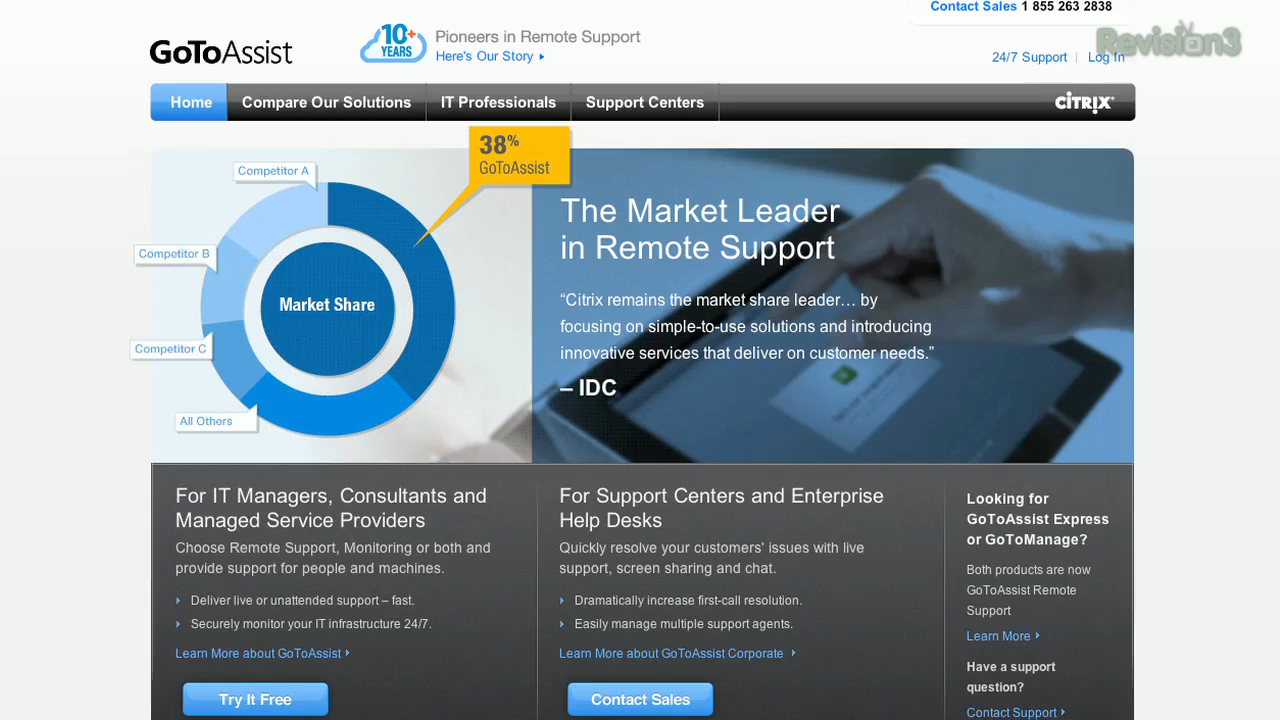 Contact Sales 1 855 263 2838
Revision3
GoToAssist
10+ YEARS
Pioneers in Remote Support
Here's Our Story
24/7 Support | Log In
Home
Compare Our Solutions
IT Professionals
Support Centers
CITRIX
38%
GoToAssist
Competitor A
Competitor B
Market Share
Competitor C
All Others
The Market Leader
in Remote Support
“Citrix remains the market share leader… by
focusing on simple-to-use solutions and introducing
innovative services that deliver on customer needs.”
– IDC
For IT Managers, Consultants and
Managed Service Providers
Choose Remote Support, Monitoring or both and
provide support for people and machines.
Deliver live or unattended support – fast.
Securely monitor your IT infrastructure 24/7.
Learn More about GoToAssist
Try It Free
For Support Centers and Enterprise
Help Desks
Quickly resolve your customers' issues with live
support, screen sharing and chat.
Dramatically increase first-call resolution.
Easily manage multiple support agents.
Learn More about GoToAssist Corporate
Contact Sales
Looking for
GoToAssist Express
or GoToManage?
Both products are now
GoToAssist Remote
Support
Learn More
Have a support
question?
Contact Support